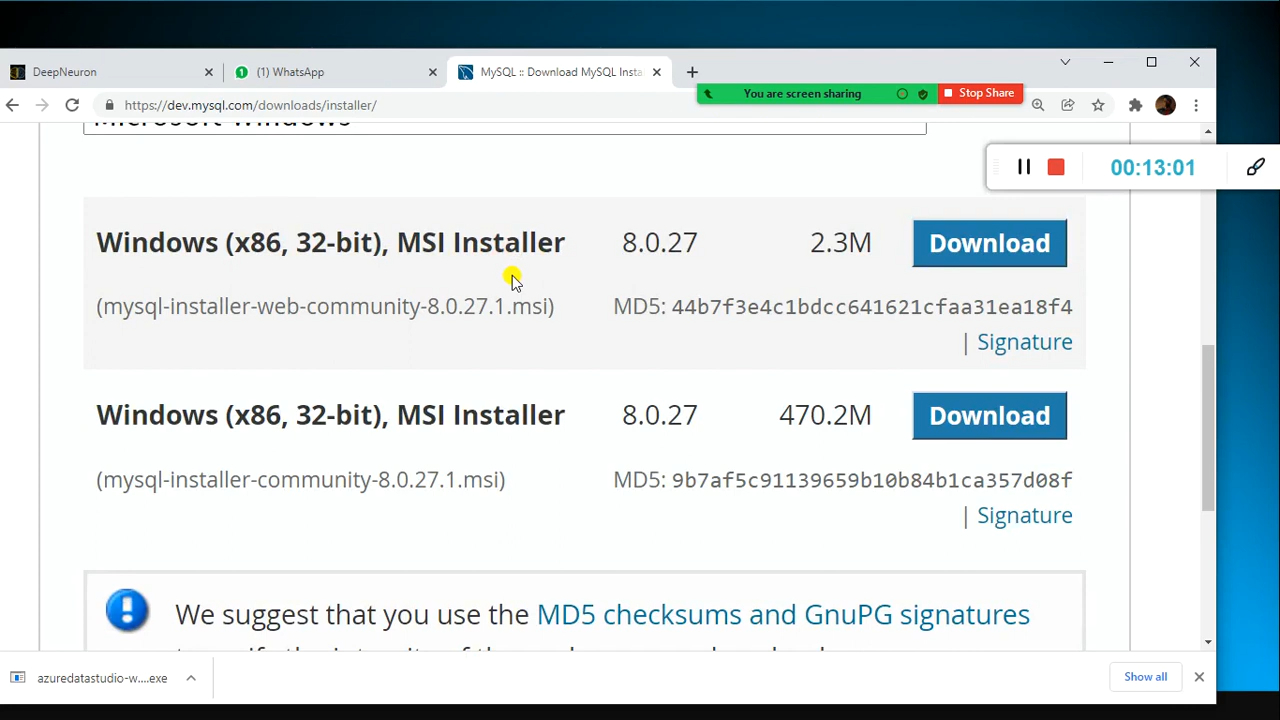 DeepNeuron
1
(1) WhatsApp
MySQL :: Download MySQL Insta
https://dev.mysql.com/downloads/installer/
You are screen sharing
Stop Share
Microsoft Windows
00:13:01
Windows (x86, 32-bit), MSI Installer 8.0.27 2.3M Download
(mysql-installer-web-community-8.0.27.1.msi) MD5: 44b7f3e4c1bdcc641621cfaa31ea18f4
| Signature
Windows (x86, 32-bit), MSI Installer 8.0.27 470.2M Download
(mysql-installer-community-8.0.27.1.msi) MD5: 9b7af5c91139659b10b84b1ca357d08f
| Signature
We suggest that you use the MD5 checksums and GnuPG signatures
azuredatastudio-w....exe
Show all